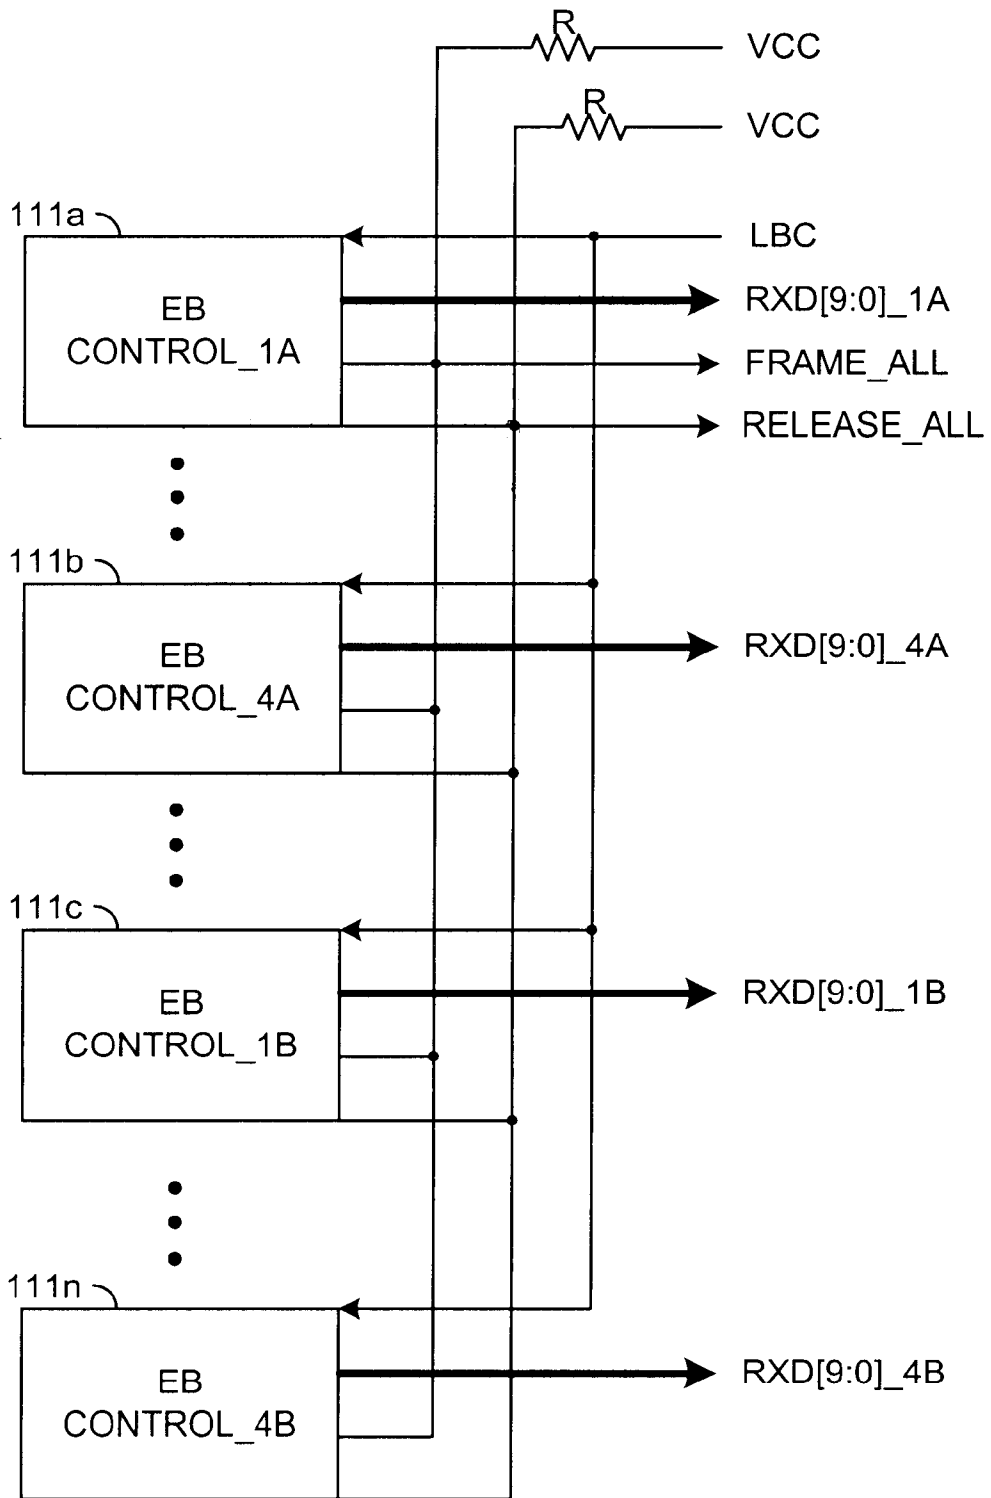 R
VCC
R
VCC
111a
LBC
EB
CONTROL_1A
RXD[9:0]_1A
FRAME_ALL
RELEASE_ALL
111b
EB
CONTROL_4A
RXD[9:0]_4A
111c
EB
CONTROL_1B
RXD[9:0]_1B
111n
EB
CONTROL_4B
RXD[9:0]_4B